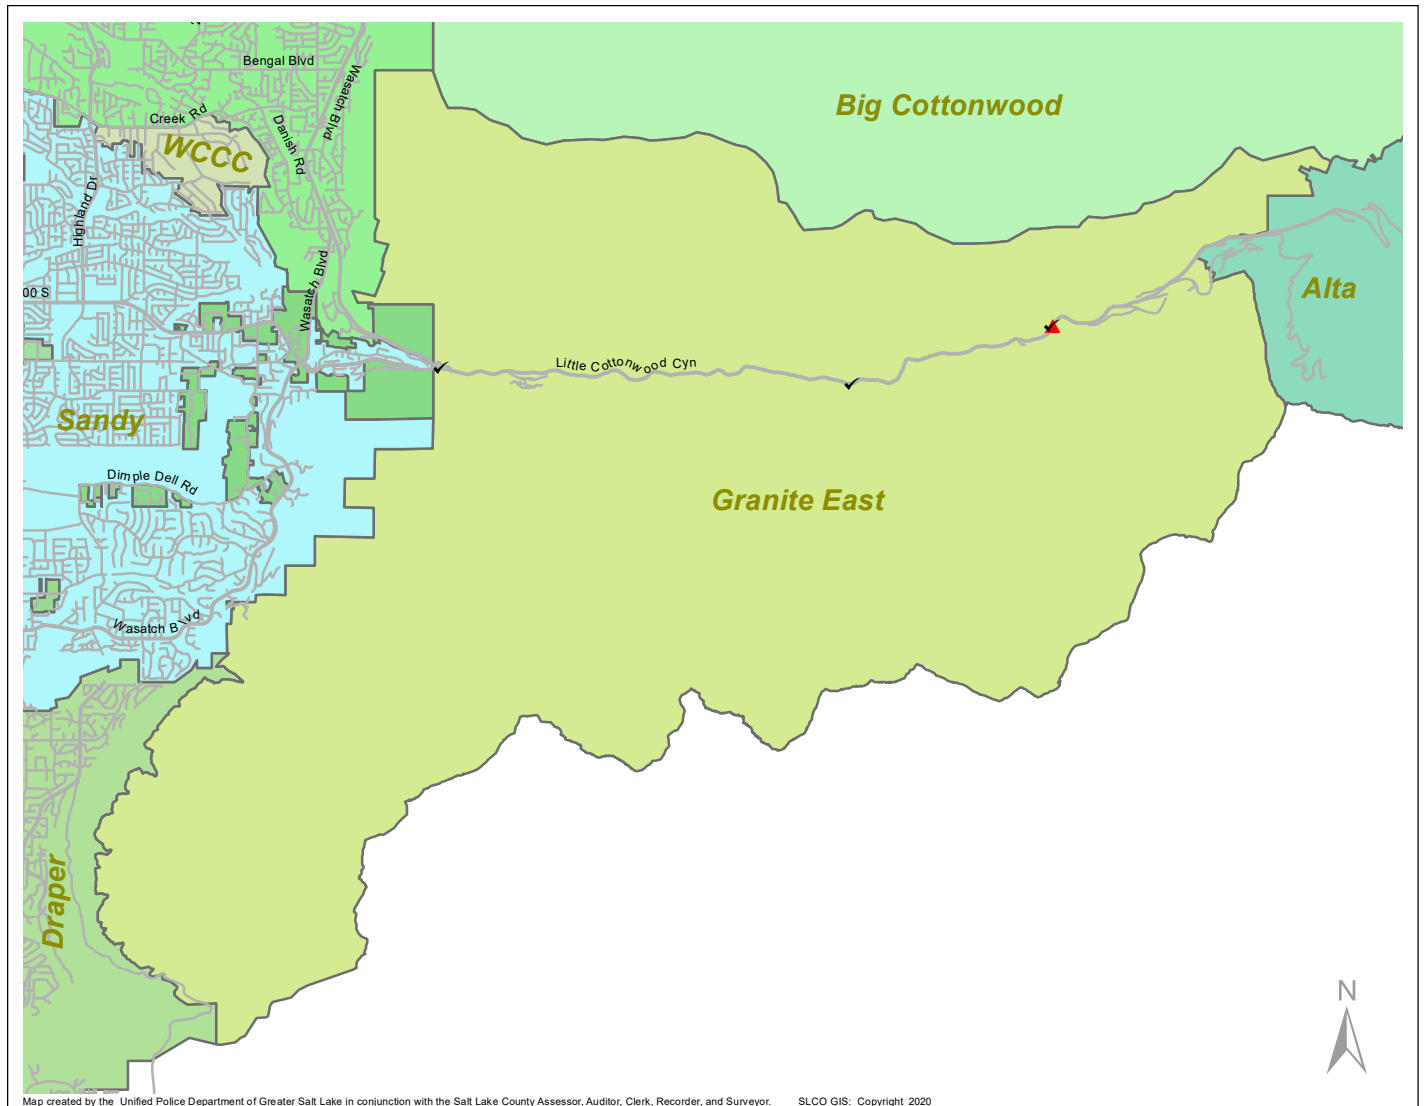 Bengal Blvd
Wasatch Blvd
Big Cottonwood
Creek Rd
Danish Rd
WCCC
Highland Dr
Wasatch Blvd
Alta
00 S
Little Cottonwood Cyn
Sandy
Dimple Dell Rd
Granite East
Wasatch Blvd
Draper
N
Map created by the Unified Police Department of Greater Salt Lake in conjunction with the Salt Lake County Assessor, Auditor, Clerk, Recorder, and Surveyor. SLCO GIS: Copyright 2020